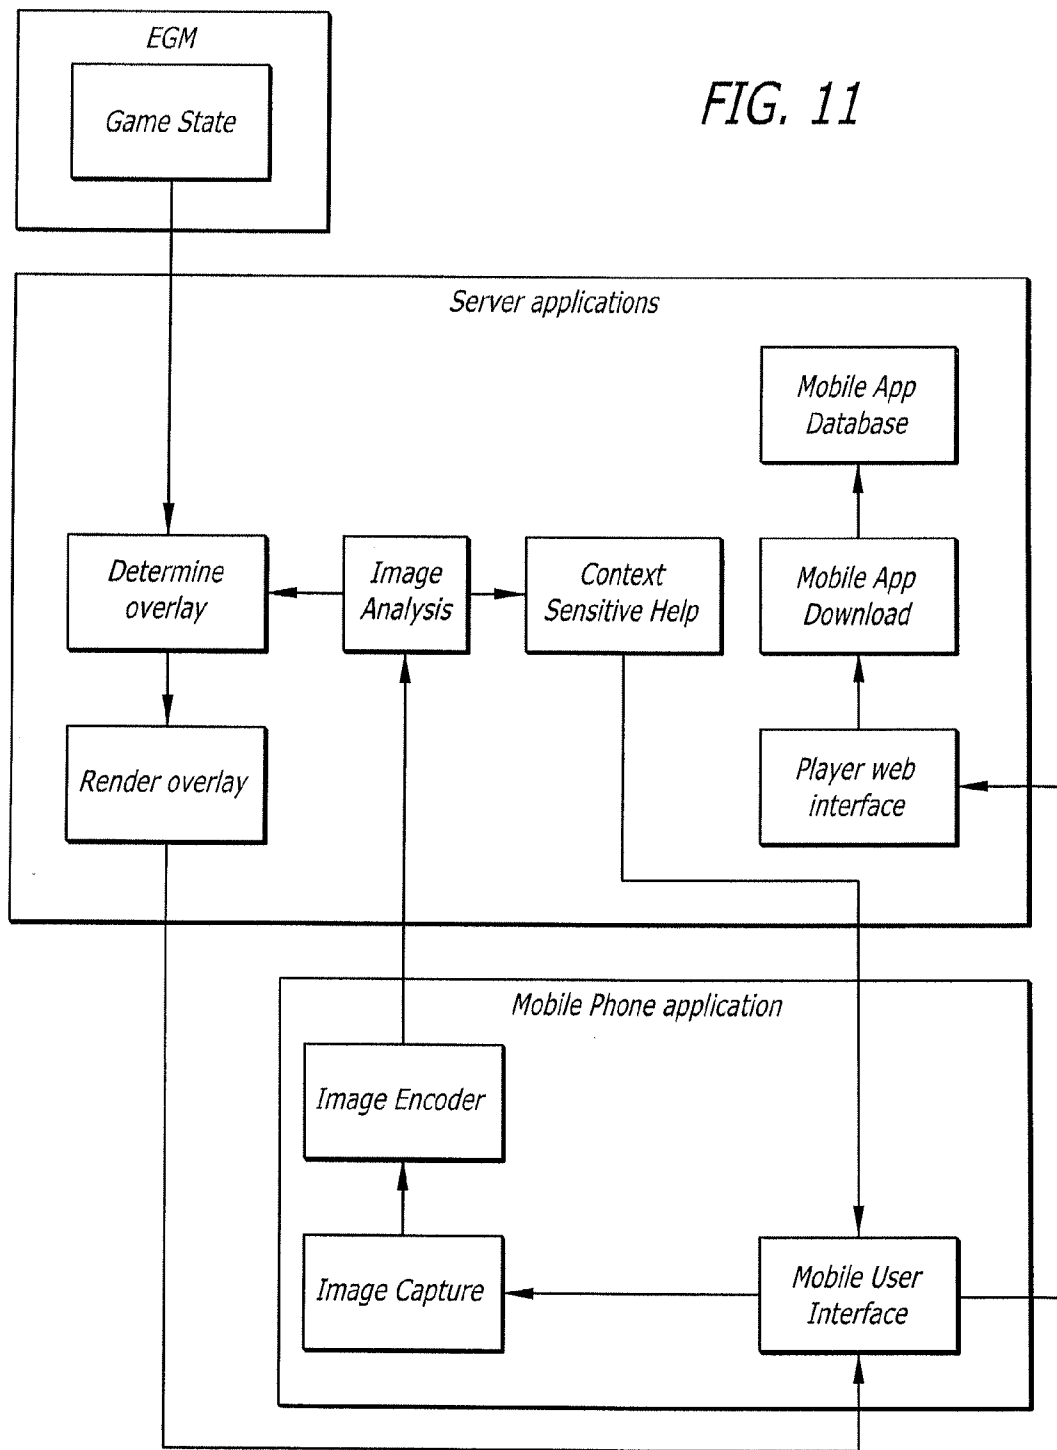 EGM
Game State
FIG. 11
Server applications
Mobile App
Database
Determine
overlay
Image
Analysis
Context
Sensitive Help
Mobile App
Download
Render overlay
Player web
interface
Mobile Phone application
Image Encoder
Image Capture
Mobile User
Interface